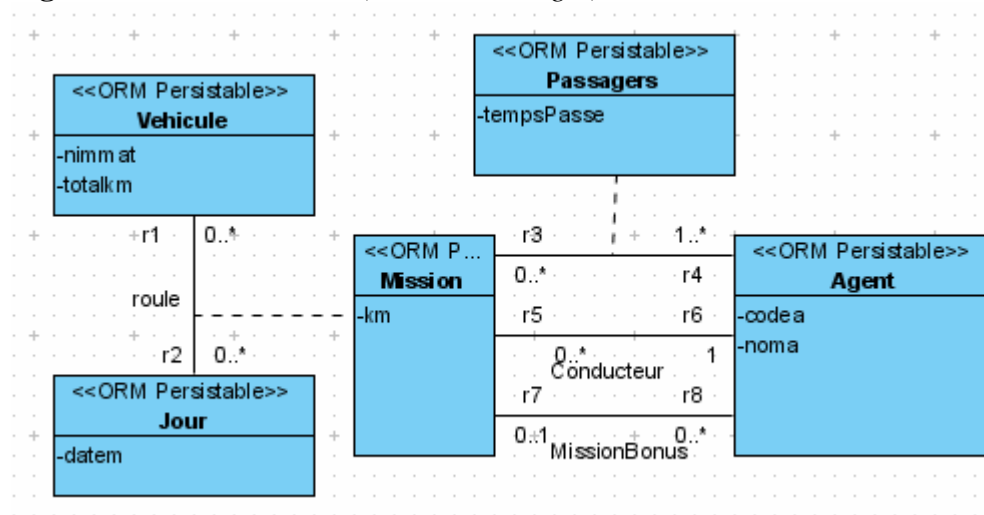 <<ORM Persistable>>
Passagers
-tempsPasse
<<ORM Persistable>>
Vehicule
-nimmat
-totalkm
r1 0..*
roule
r2 0..*
<<ORM Persistable>>
Jour
-datem
<<ORM P...
Mission
-km
r3 1..*
0..* r4
r5 r6
0..* 1
Conducteur
r7 r8
0..1 0..*
MissionBonus
<<ORM Persistable>>
Agent
-codea
-noma